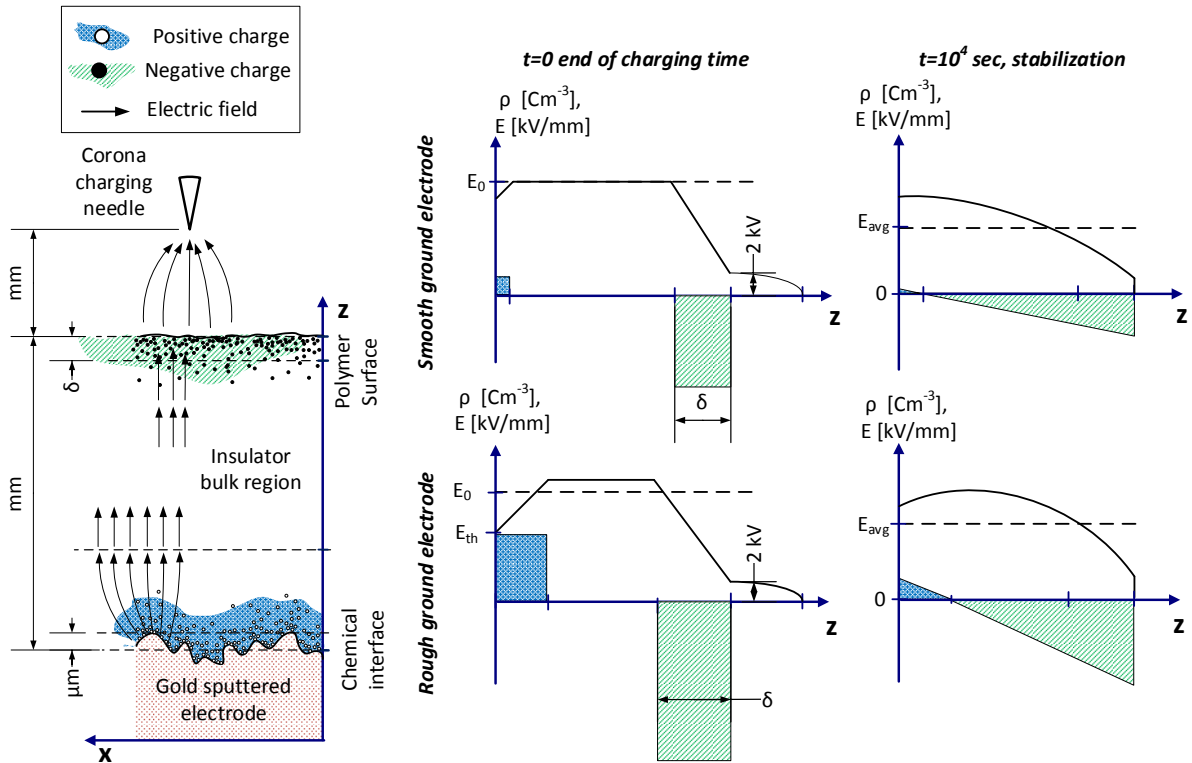 Positive charge
Negative charge
Electric field
Corona
charging
needle
mm
mm
δ
μm
z
Polymer
Surface
Insulator
bulk region
Chemical
interface
Gold sputtered
electrode
x
t=0 end of charging time
t=10⁴ sec, stabilization
Smooth ground electrode
ρ [Cm⁻³],
E [kV/mm]
E₀
2 kV
z
δ
ρ [Cm⁻³],
E [kV/mm]
Eavg
0
z
Rough ground electrode
ρ [Cm⁻³],
E [kV/mm]
E₀
Eth
2 kV
z
δ
ρ [Cm⁻³],
E [kV/mm]
Eavg
0
z